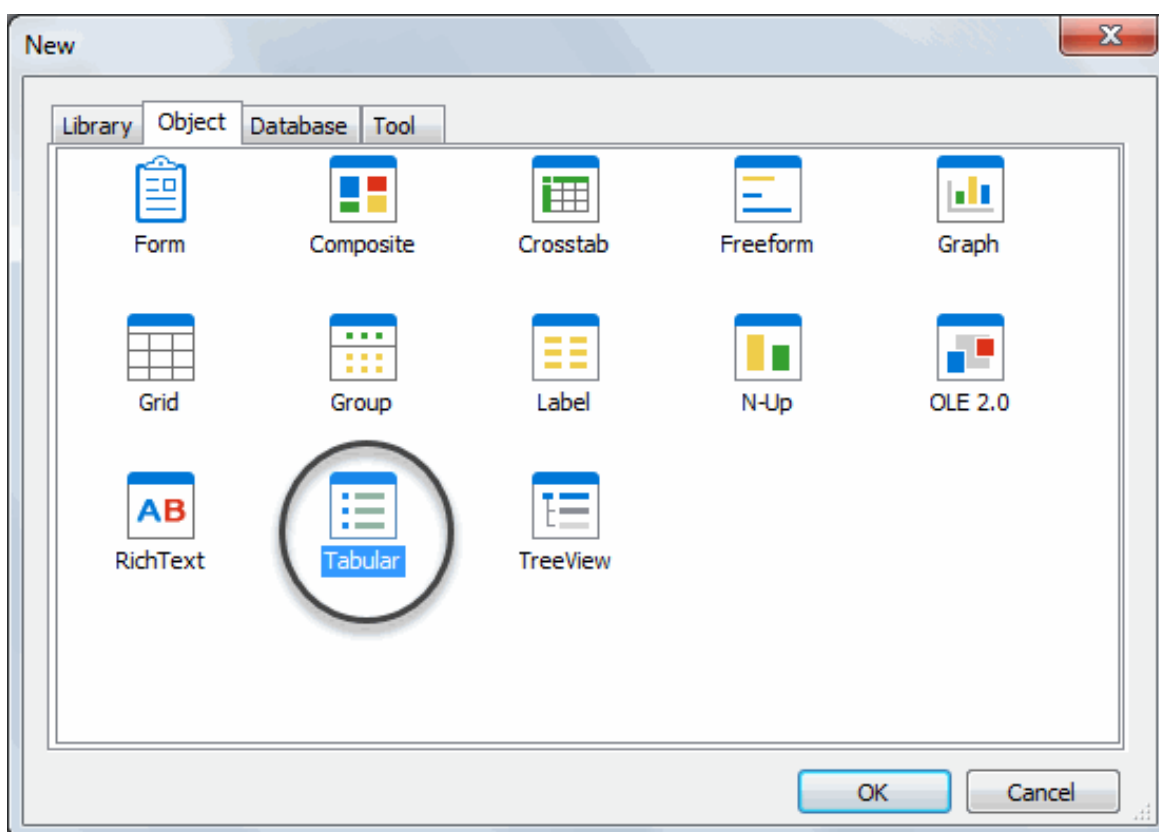 New
Library Object Database Tool
Form Composite Crosstab Freeform Graph
Grid Group Label N-Up OLE 2.0
AB
RichText Tabular TreeView
OK Cancel